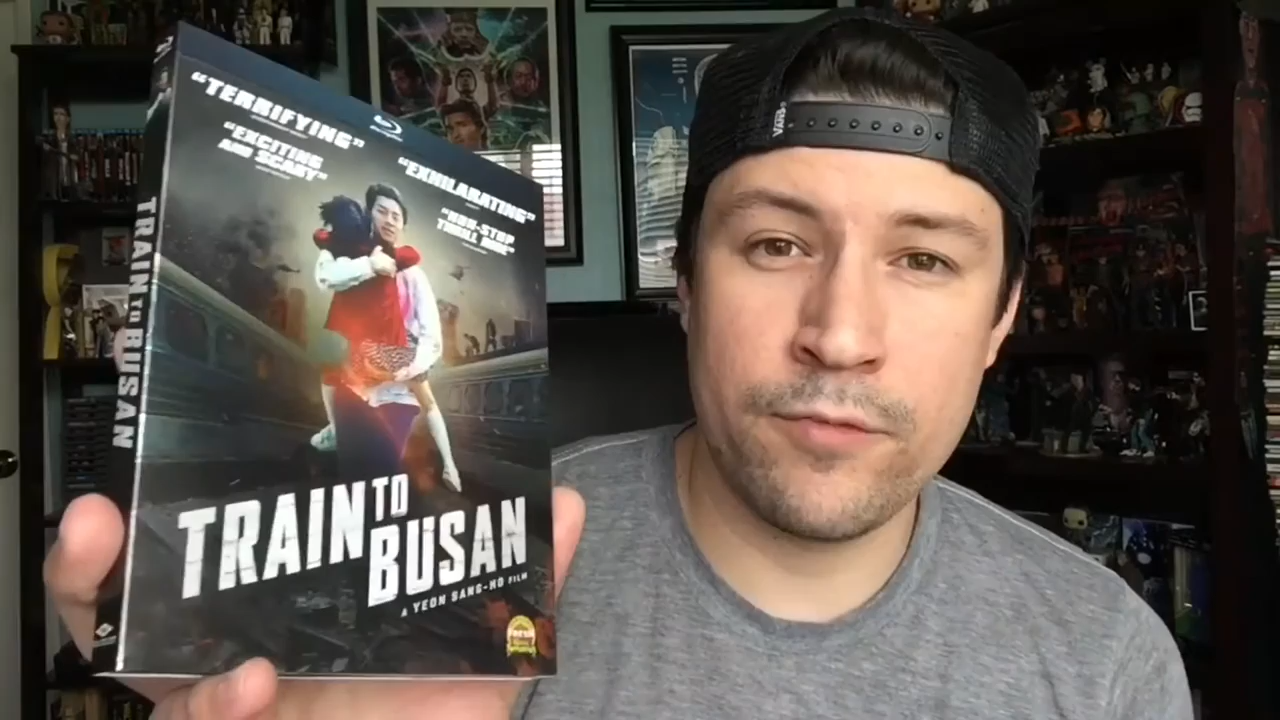 "TERRIFYING"
"EXCITING
AND SCARY"
"EXHILARATING"
"NON-STOP
THRILL RIDE"
TRAIN TO BUSAN
TRAIN TO
BUSAN
A YEON SANG-HO FILM
VANS